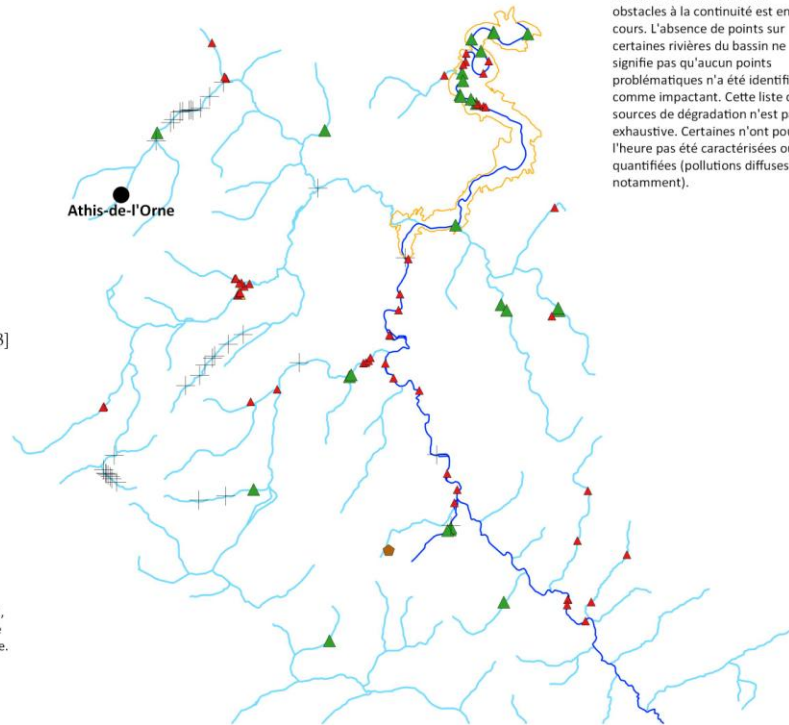 obstacles à la continuité est en
cours. L'absence de points sur
certaines rivières du bassin ne
signifie pas qu'aucun points
problématiques n'a été identifi
comme impactant. Cette liste d
sources de dégradation n'est pa
exhaustive. Certaines n'ont pou
l'heure pas été caractérisées ou
quantifiées (pollutions diffuses
notamment).
Athis-de-l'Orne
3]
,
e.